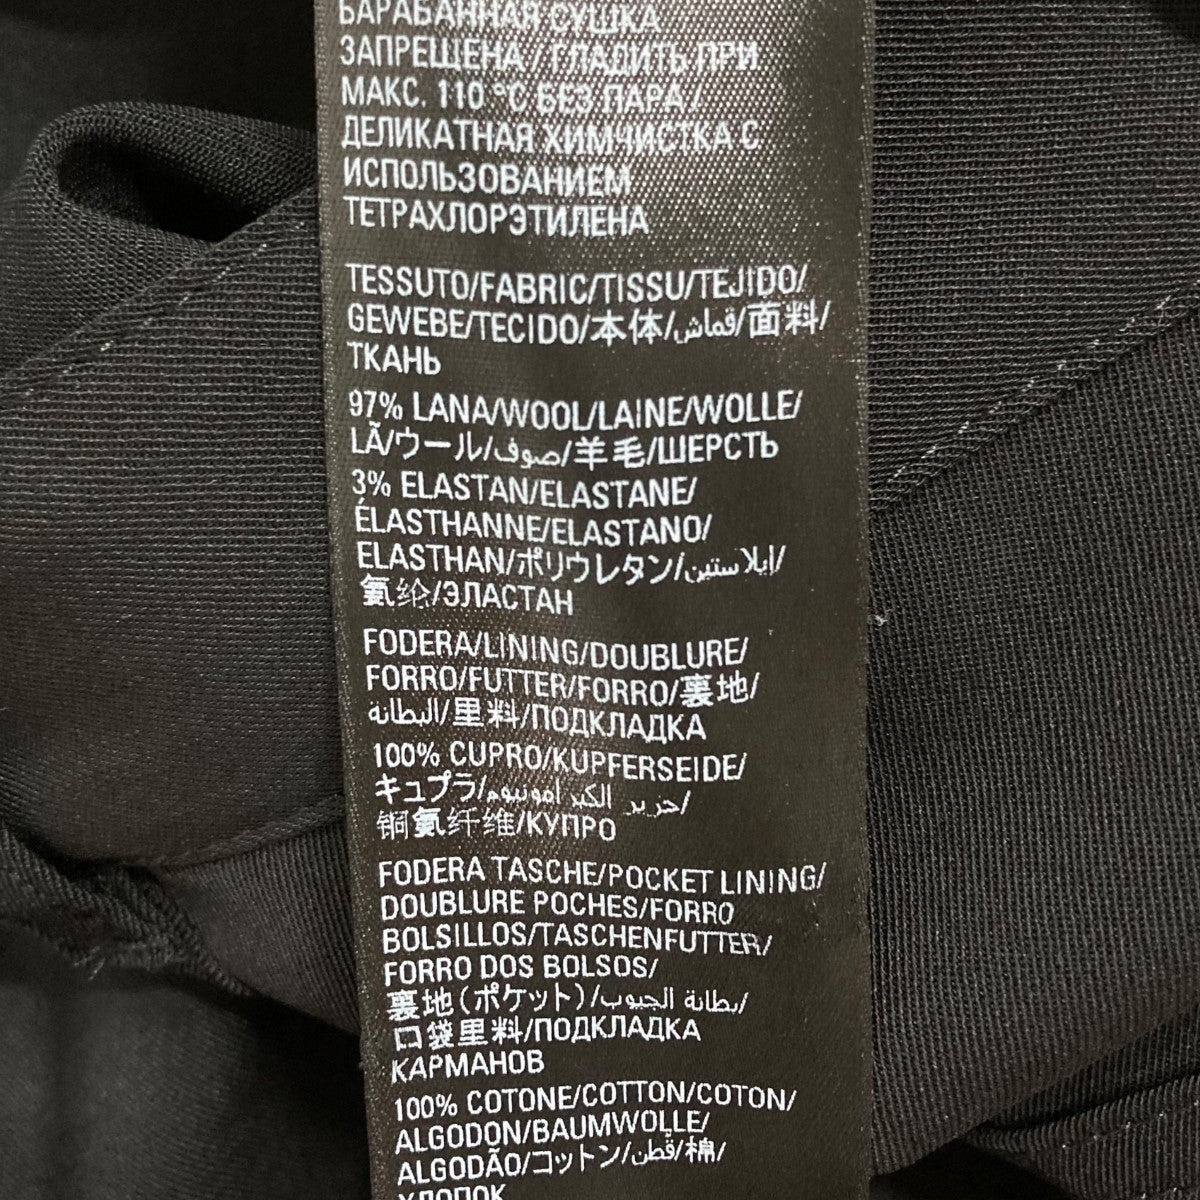 БАРАБАННАЯ СУШКА
ЗАПРЕЩЕНА / ГЛАДИТЬ ПРИ
МАКС. 110 °C БЕЗ ПАРА /
ДЕЛИКАТНАЯ ХИМЧИСТКА С
ИСПОЛЬЗОВАНИЕМ
ТЕТРАХЛОРЭТИЛЕНА
TESSUTO/FABRIC/TISSU/TEJIDO/
GEWEBE/TECIDO/本体/قماش/面料/
ТКАНЬ
97% LANA/WOOL/LAINE/WOLLE/
LÃ/ウール/صوف/羊毛/ШЕРСТЬ
3% ELASTAN/ELASTANE/
ÉLASTHANNE/ELASTANO/
ELASTHAN/ポリウレタン/إيلاستين/
氨纶/ЭЛАСТАН
FODERA/LINING/DOUBLURE/
FORRO/FUTTER/FORRO/裏地/
البطانة/里料/ПОДКЛАДКА
100% CUPRO/KUPFERSEIDE/
キュプラ/حرير الكبر امونيوم/
铜氨纤维/КУПРО
FODERA TASCHE/POCKET LINING/
DOUBLURE POCHES/FORRO
BOLSILLOS/TASCHENFUTTER/
FORRO DOS BOLSOS/
裏地(ポケット)/بطانة الجيوب/
口袋里料/ПОДКЛАДКА
КАРМАНОВ
100% COTONE/COTTON/COTON/
ALGODON/BAUMWOLLE/
ALGODÃO/コットン/قطن/棉/
ХЛОПОК